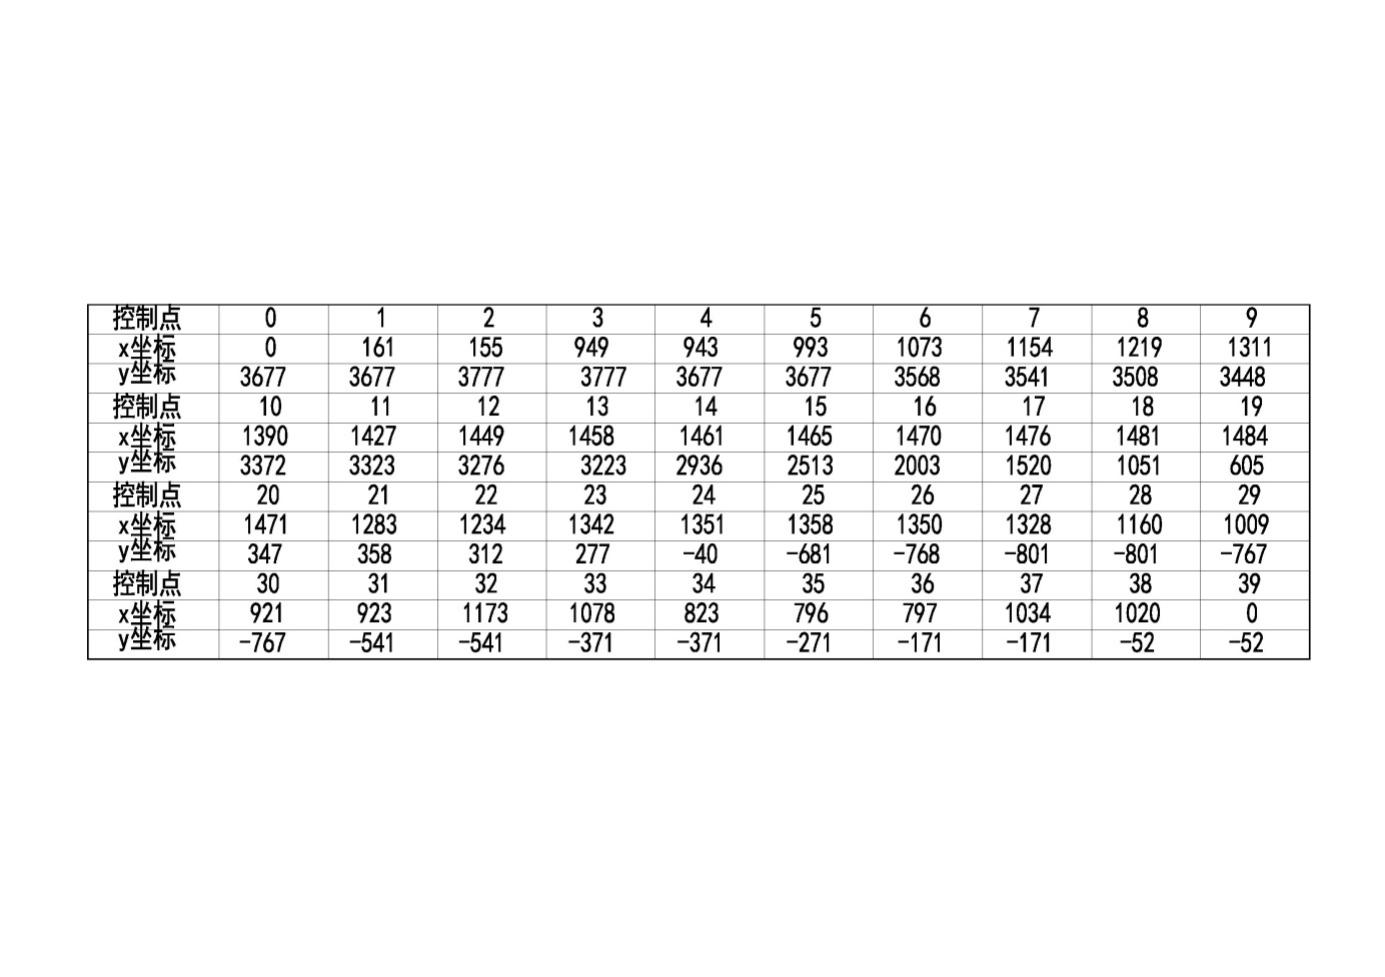 控制点 0 1 2 3 4 5 6 7 8 9
x坐标 0 161 155 949 943 993 1073 1154 1219 1311
y坐标 3677 3677 3777 3777 3677 3677 3568 3541 3508 3448
控制点 10 11 12 13 14 15 16 17 18 19
x坐标 1390 1427 1449 1458 1461 1465 1470 1476 1481 1484
y坐标 3372 3323 3276 3223 2936 2513 2003 1520 1051 605
控制点 20 21 22 23 24 25 26 27 28 29
x坐标 1471 1283 1234 1342 1351 1358 1350 1328 1160 1009
y坐标 347 358 312 277 -40 -681 -768 -801 -801 -767
控制点 30 31 32 33 34 35 36 37 38 39
x坐标 921 923 1173 1078 823 796 797 1034 1020 0
y坐标 -767 -541 -541 -371 -371 -271 -171 -171 -52 -52